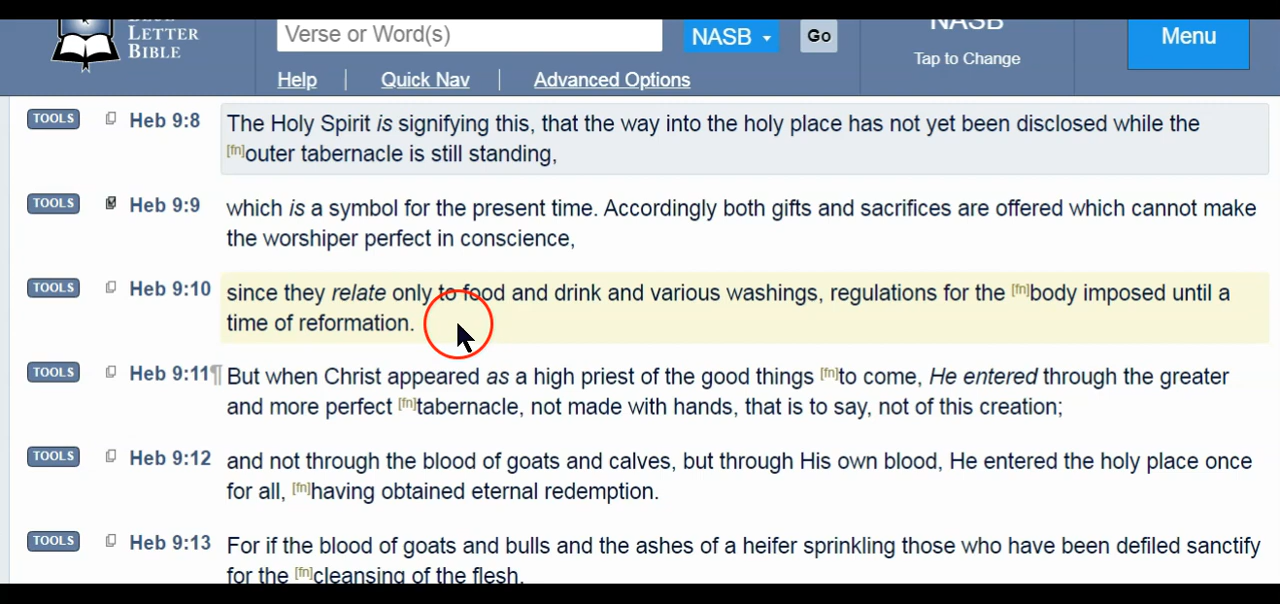 LETTER
BIBLE
Verse or Word(s)
NASB
Go
NASB
Tap to Change
Menu
Help | Quick Nav | Advanced Options
TOOLS Heb 9:8 The Holy Spirit is signifying this, that the way into the holy place has not yet been disclosed while the
[fn]outer tabernacle is still standing,
TOOLS Heb 9:9 which is a symbol for the present time. Accordingly both gifts and sacrifices are offered which cannot make
the worshiper perfect in conscience,
TOOLS Heb 9:10 since they relate only to food and drink and various washings, regulations for the [fn]body imposed until a
time of reformation.
TOOLS Heb 9:11¶ But when Christ appeared as a high priest of the good things [fn]to come, He entered through the greater
and more perfect [fn]tabernacle, not made with hands, that is to say, not of this creation;
TOOLS Heb 9:12 and not through the blood of goats and calves, but through His own blood, He entered the holy place once
for all, [fn]having obtained eternal redemption.
TOOLS Heb 9:13 For if the blood of goats and bulls and the ashes of a heifer sprinkling those who have been defiled sanctify
for the [fn]cleansing of the flesh,